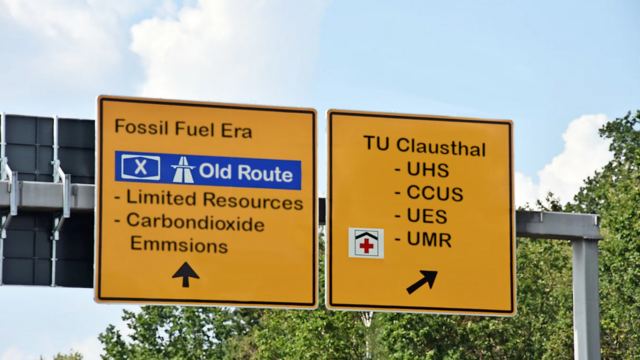 Fossil Fuel Era
X Old Route
- Limited Resources
- Carbondioxide
Emmsions
TU Clausthal
- UHS
- CCUS
- UES
- UMR